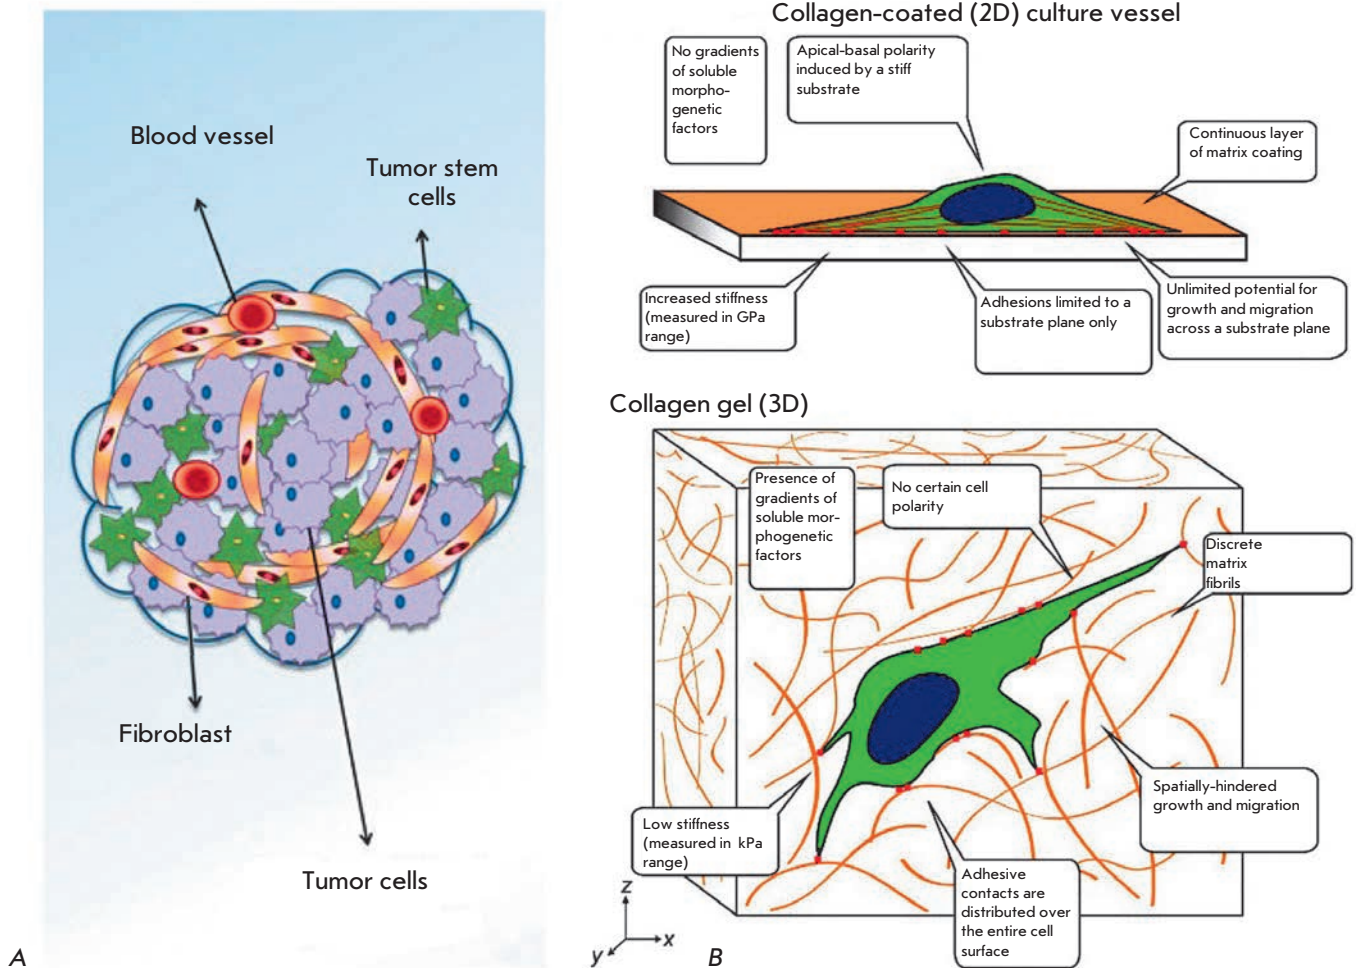 Blood vessel
Tumor stem
cells
Fibroblast
Tumor cells
A
Collagen-coated (2D) culture vessel
No gradients
of soluble
morpho-
genetic
factors
Apical-basal polarity
induced by a stiff
substrate
Continuous layer
of matrix coating
Increased stiffness
(measured in GPa
range)
Adhesions limited to a
substrate plane only
Unlimited potential for
growth and migration
across a substrate plane
Collagen gel (3D)
Presence of
gradients of
soluble mor-
phogenetic
factors
No certain cell
polarity
Discrete
matrix
fibrils
Spatially-hindered
growth and migration
Low stiffness
(measured in kPa
range)
Adhesive
contacts are
distributed over
the entire cell
surface
z
x
y
B